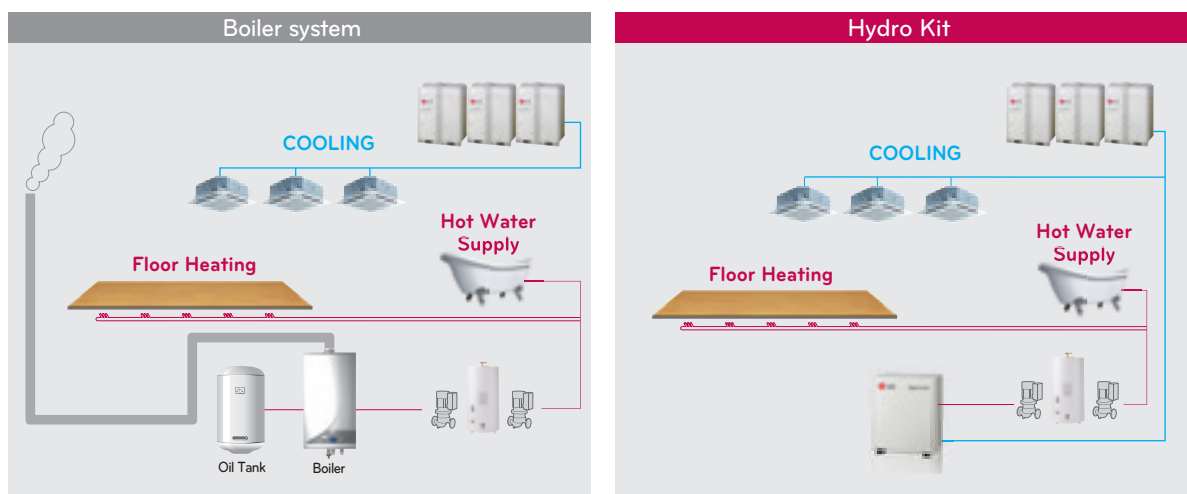 Boiler system
COOLING
Hot Water
Supply
Floor Heating
Oil Tank
Boiler
Hydro Kit
COOLING
Hot Water
Supply
Floor Heating